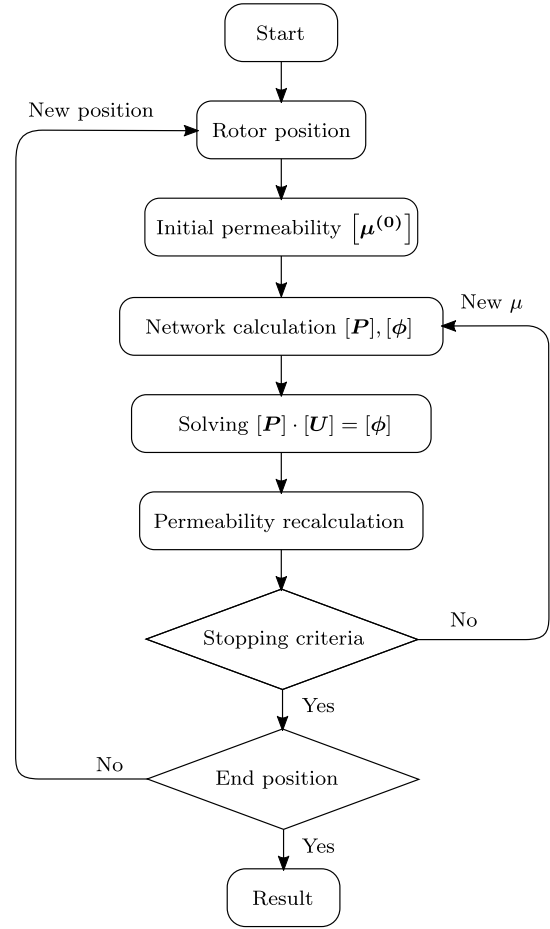 Start
New position
Rotor position
Initial permeability [μ⁽⁰⁾]
New μ
Network calculation [P], [ϕ]
Solving [P] · [U] = [ϕ]
Permeability recalculation
Stopping criteria
No
Yes
End position
No
Yes
Result